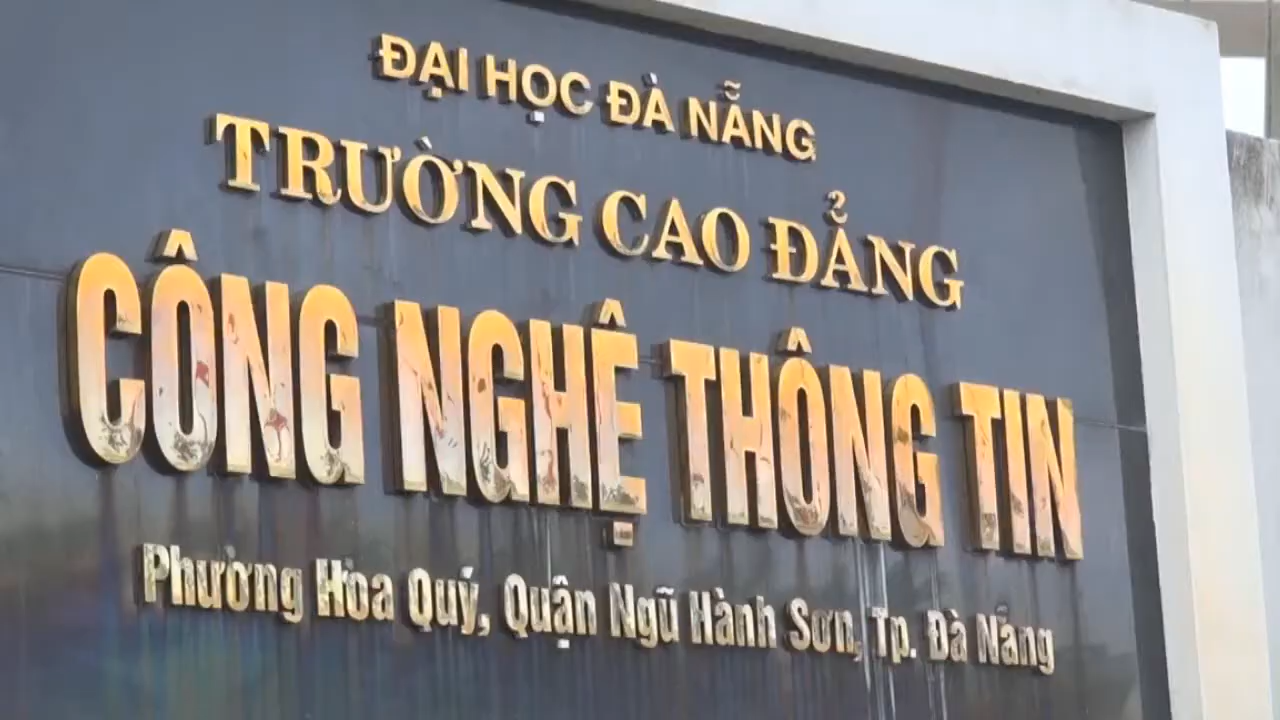 ĐẠI HỌC ĐÀ NẴNG
TRƯỜNG CAO ĐẲNG
CÔNG NGHỆ THÔNG TIN
Phường Hòa Quý, Quận Ngũ Hành Sơn, Tp. Đà Nẵng